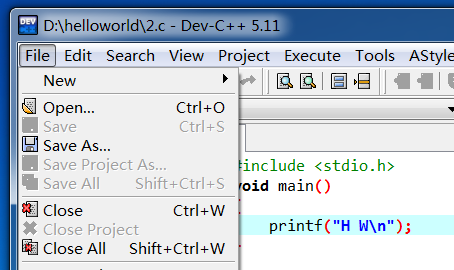 DEV D:\helloworld\2.c - Dev-C++ 5.11
File Edit Search View Project Execute Tools AStyle
New
Open... Ctrl+O
Save Ctrl+S
Save As...
Save Project As...
Save All Shift+Ctrl+S
Close Ctrl+W
Close Project
Close All Shift+Ctrl+W
#include <stdio.h>
void main()
printf("H W\n");